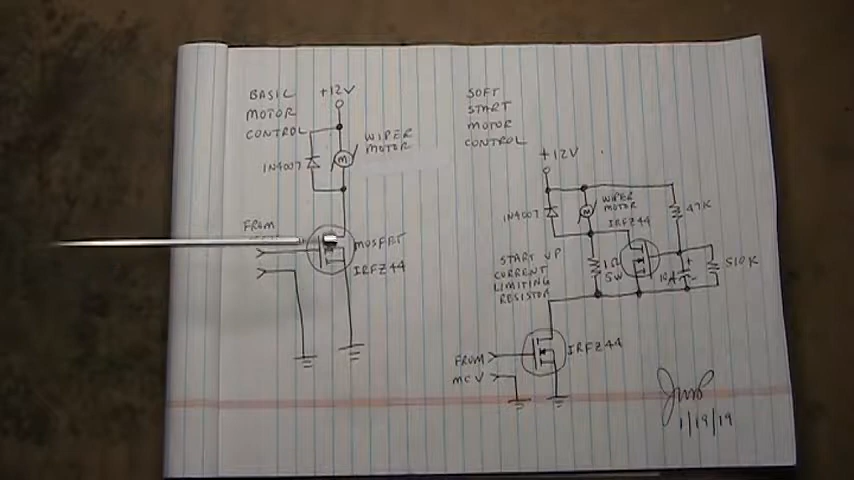 BASIC
MOTOR
CONTROL
+12V
1N4007
M
WIPER
MOTOR
FROM
MOSFET
IRFZ44
SOFT
START
MOTOR
CONTROL
+12V
1N4007
M
WIPER
MOTOR
IRFZ44
47K
START UP
CURRENT
LIMITING
RESISTOR
1Ω
5W
+
510K
FROM
MCU
IRFZ44
1/19/19